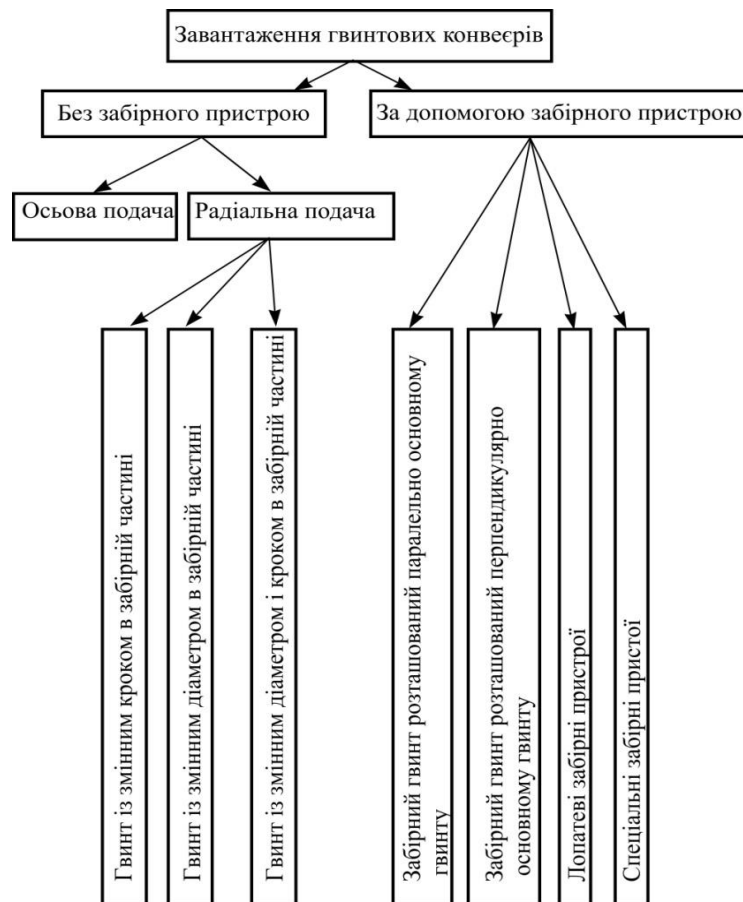 Завантаження гвинтових конвеєрів
Без забірного пристрою
За допомогою забірного пристрою
Осьова подача
Радіальна подача
Гвинт із змінним кроком в забірній частині
Гвинт із змінним діаметром в забірній частині
Гвинт із змінним діаметром і кроком в забірній частині
Забірний гвинт розташований паралельно основному
гвинту
Забірний гвинт розташований перпендикулярно
основному гвинту
Лопатеві забірні пристрої
Спеціальні забірні пристої